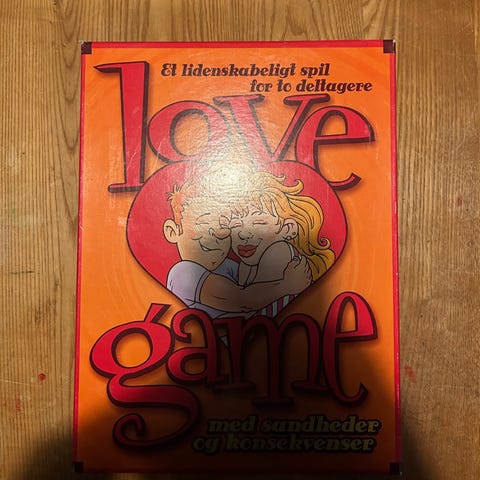 Et lidenskabeligt spil
for to deltagere
love
game
med sandheder
og konsekvenser